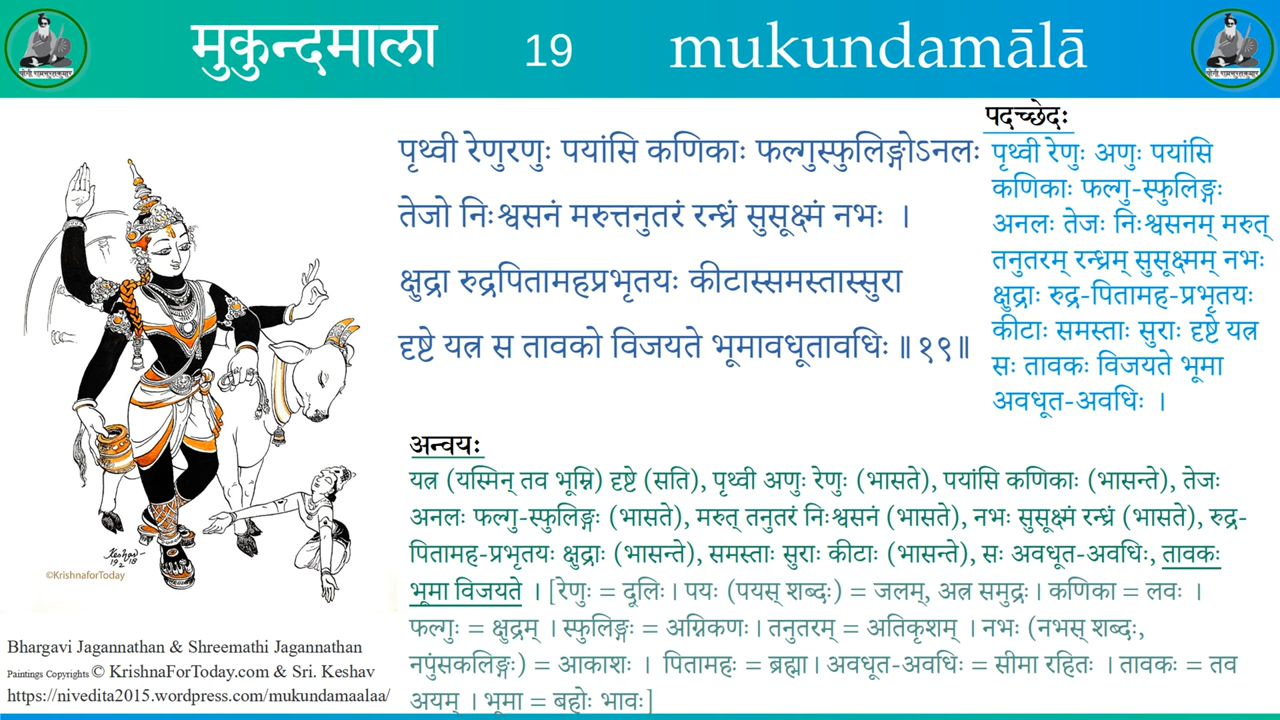 मुकुन्दमाला 19 mukundamālā
योगी रामसुरतकुमार
योगी रामसुरतकुमार
पृथ्वी रेणुरणुः पयांसि कणिकाः फल्गुस्फुलिङ्गोऽनलः
तेजो निःश्वसनं मरुत्तनुतरं रन्ध्रं सुसूक्ष्मं नभः ।
क्षुद्रा रुद्रपितामहप्रभृतयः कीटास्समस्तास्सुरा
दृष्टे यत्र स तावको विजयते भूमावधूतावधिः ॥ १९॥
पदच्छेदः
पृथ्वी रेणुः अणुः पयांसि
कणिकाः फल्गु-स्फुलिङ्गः
अनलः तेजः निःश्वसनम् मरुत्
तनुतरम् रन्ध्रम् सुसूक्ष्मम् नभः
क्षुद्राः रुद्र-पितामह-प्रभृतयः
कीटाः समस्ताः सुराः दृष्टे यत्र
सः तावकः विजयते भूमा
अवधूत-अवधिः ।
अन्वयः
यत्र (यस्मिन् तव भूम्नि) दृष्टे (सति), पृथ्वी अणुः रेणुः (भासते), पयांसि कणिकाः (भासन्ते), तेजः
अनलः फल्गु-स्फुलिङ्गः (भासते), मरुत् तनुतरं निःश्वसनं (भासते), नभः सुसूक्ष्मं रन्ध्रं (भासते), रुद्र-
पितामह-प्रभृतयः क्षुद्राः (भासन्ते), समस्ताः सुराः कीटाः (भासन्ते), सः अवधूत-अवधिः, तावकः
भूमा विजयते । [रेणुः = दूलिः। पयः (पयस् शब्दः) = जलम्, अत्र समुद्रः। कणिका = लवः ।
फल्गुः = क्षुद्रम् । स्फुलिङ्गः = अग्निकणः। तनुतरम् = अतिकृशम् । नभः (नभस् शब्दः,
नपुंसकलिङ्गः) = आकाशः । पितामहः = ब्रह्मा। अवधूत-अवधिः = सीमा रहितः । तावकः = तव
अयम् । भूमा = बहोः भावः]
Keshav
©KrishnaforToday
Bhargavi Jagannathan & Shreemathi Jagannathan
Paintings Copyrights © KrishnaForToday.com & Sri. Keshav
https://nivedita2015.wordpress.com/mukundamaalaa/